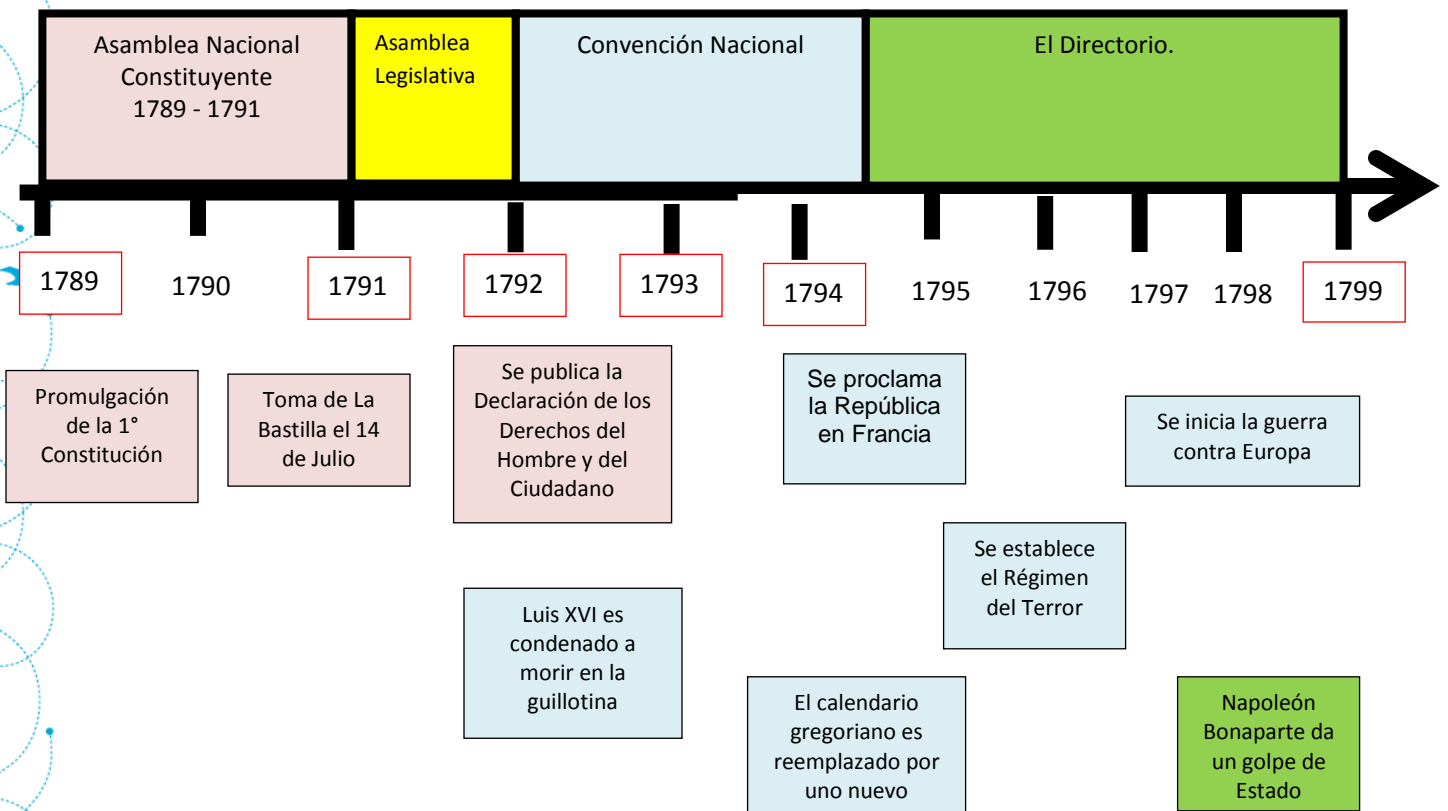 Asamblea Nacional
Constituyente
1789 - 1791
Asamblea
Legislativa
Convención Nacional
El Directorio.
1789
1790
1791
1792
1793
1794
1795
1796
1797
1798
1799
Promulgación
de la 1°
Constitución
Toma de La
Bastilla el 14
de Julio
Se publica la
Declaración de los
Derechos del
Hombre y del
Ciudadano
Se proclama
la República
en Francia
Se inicia la guerra
contra Europa
Se establece
el Régimen
del Terror
Luis XVI es
condenado a
morir en la
guillotina
El calendario
gregoriano es
reemplazado por
uno nuevo
Napoleón
Bonaparte da
un golpe de
Estado